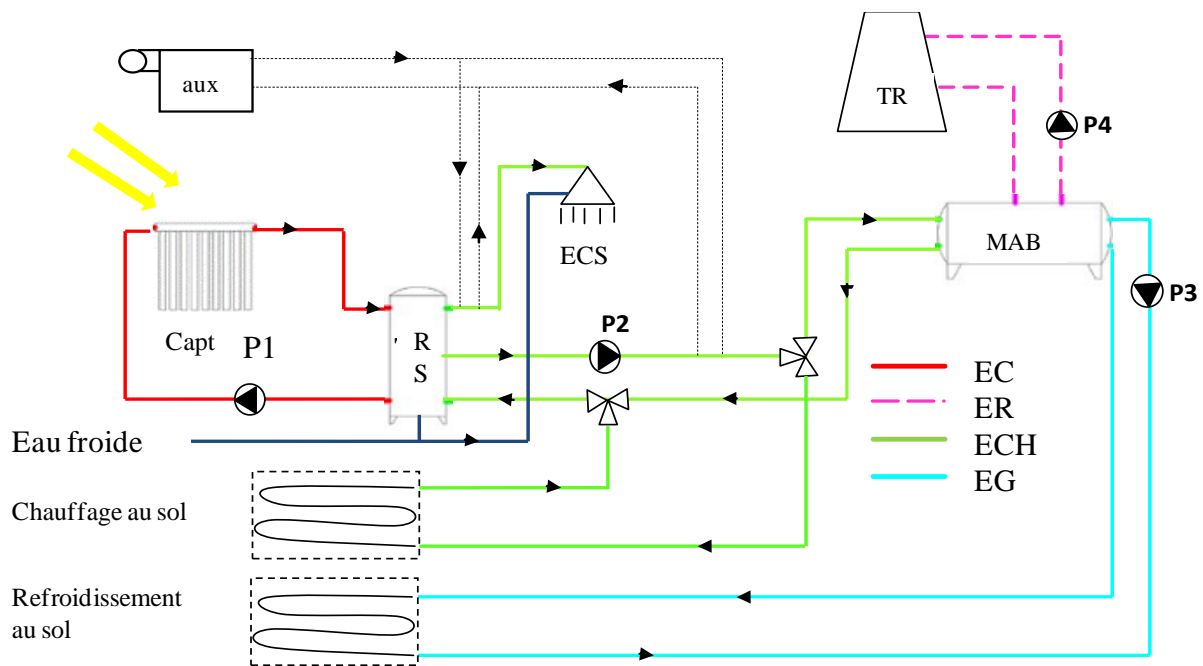 aux
TR
P4
ECS
MAB
P3
Capt
P1
R
S
P2
EC
ER
ECH
EG
Eau froide
Chauffage au sol
Refroidissement
au sol